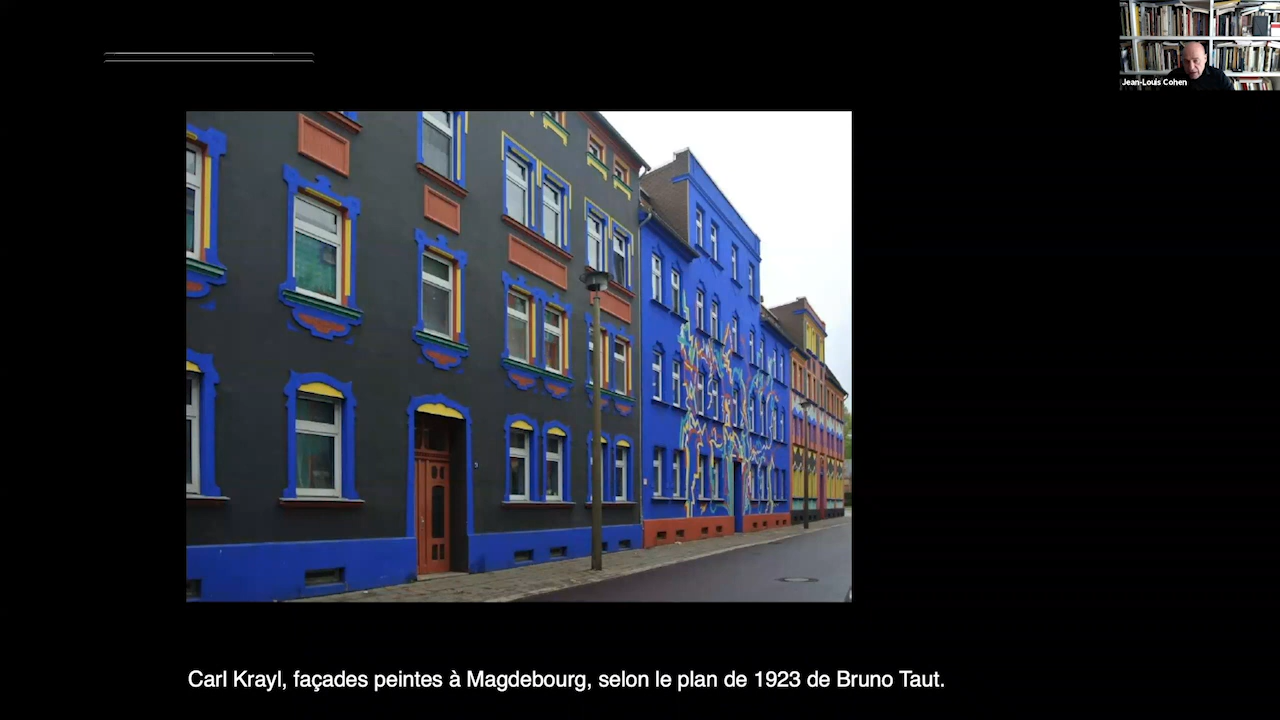 Jean-Louis Cohen
Carl Krayl, façades peintes à Magdebourg, selon le plan de 1923 de Bruno Taut.